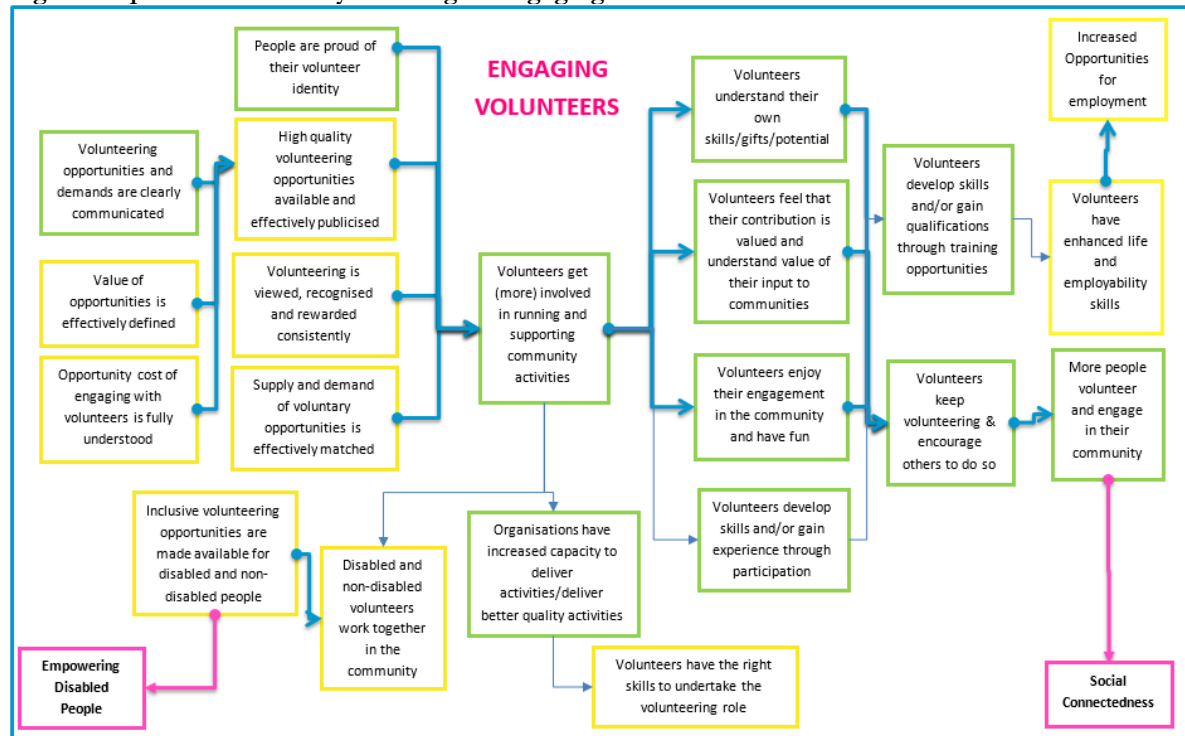 People are proud of
their volunteer
identity
ENGAGING
VOLUNTEERS
Volunteers
understand their
own
skills/gifts/potential
Increased
Opportunities
for
employment
Volunteering
opportunities and
demands are clearly
communicated
High quality
volunteering
opportunities
available and
effectively publicised
Volunteers
develop skills
and/or gain
qualifications
through training
opportunities
Volunteers
have
enhanced life
and
employability
skills
Volunteers feel that
their contribution is
valued and
understand value of
their input to
communities
Value of
opportunities is
effectively defined
Volunteering is
viewed, recognised
and rewarded
consistently
Volunteers get
(more) involved
in running and
supporting
community
activities
Opportunity cost of
engaging with
volunteers is fully
understood
Supply and demand
of voluntary
opportunities is
effectively matched
Volunteers enjoy
their engagement
in the community
and have fun
Volunteers
keep
volunteering &
encourage
others to do so
More people
volunteer
and engage
in their
community
Inclusive volunteering
opportunities are
made available for
disabled and non-
disabled people
Disabled and
non-disabled
volunteers
work together
in the
community
Organisations have
increased capacity to
deliver
activities/deliver
better quality activities
Volunteers develop
skills and/or gain
experience through
participation
Empowering
Disabled
People
Volunteers have the right
skills to undertake the
volunteering role
Social
Connectedness